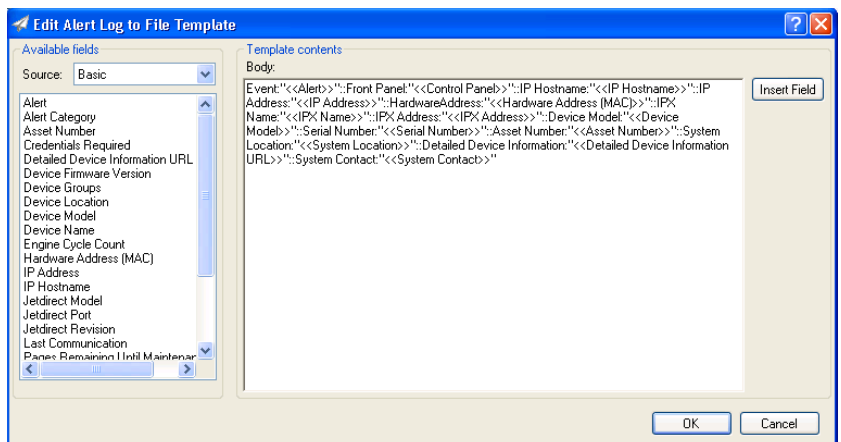 Edit Alert Log to File Template
Available fields
Source: Basic
Alert
Alert Category
Asset Number
Credentials Required
Detailed Device Information URL
Device Firmware Version
Device Groups
Device Location
Device Model
Device Name
Engine Cycle Count
Hardware Address (MAC)
IP Address
IP Hostname
Jetdirect Model
Jetdirect Port
Jetdirect Revision
Last Communication
Pages Remaining Until Maintenan
Template contents
Body:
Event:"<<Alert>>"::Front Panel:"<<Control Panel>>"::IP Hostname:"<<IP Hostname>>"::IP
Address:"<<IP Address>>"::HardwareAddress:"<<Hardware Address (MAC)>>"::IPX
Name:"<<IPX Name>>"::IPX Address:"<<IPX Address>>"::Device Model:"<<Device
Model>>"::Serial Number:"<<Serial Number>>"::Asset Number:"<<Asset Number>>"::System
Location:"<<System Location>>"::Detailed Device Information:"<<Detailed Device Information
URL>>"::System Contact:"<<System Contact>>"
Insert Field
OK
Cancel